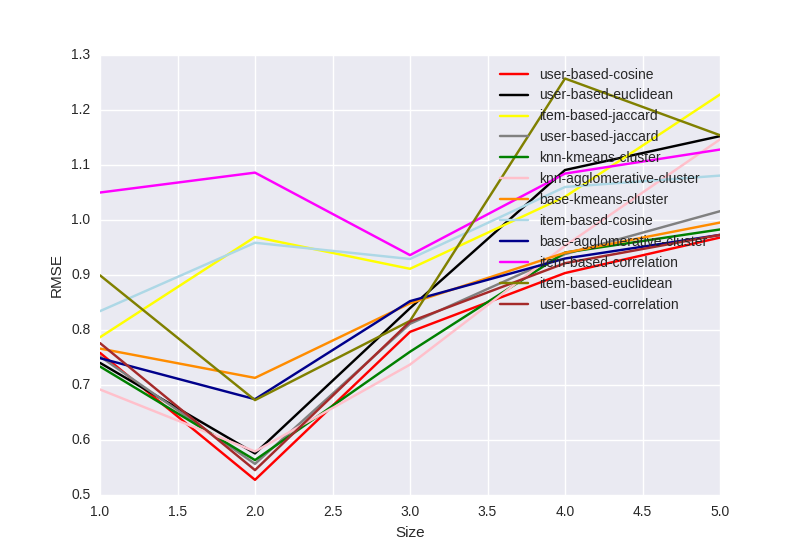 1.3
1.2
1.1
1.0
0.9
0.8
0.7
0.6
0.5
RMSE
user-based-cosine
user-based-euclidean
item-based-jaccard
user-based-jaccard
knn-kmeans-cluster
knn-agglomerative-cluster
base-kmeans-cluster
item-based-cosine
base-agglomerative-cluster
item-based-correlation
item-based-euclidean
user-based-correlation
1.0 1.5 2.0 2.5 3.0 3.5 4.0 4.5 5.0
Size